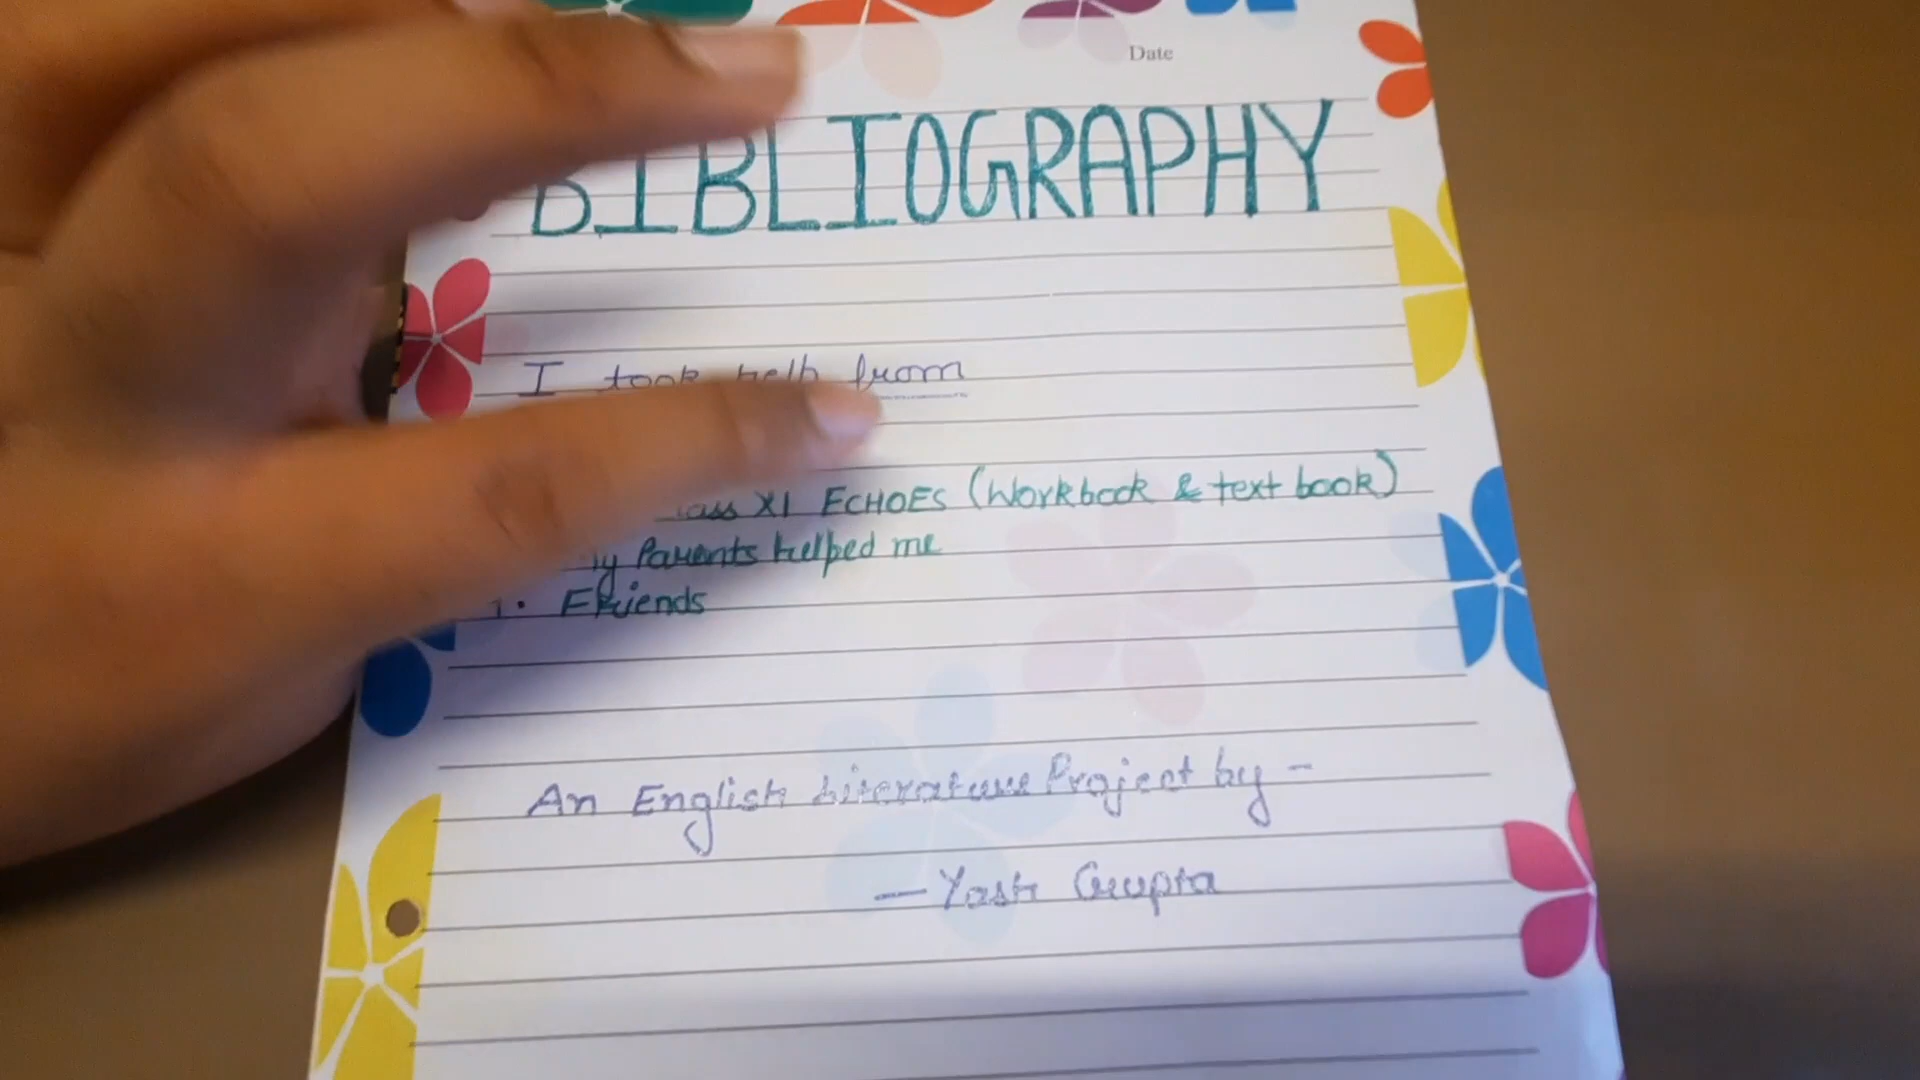 Date
BIBLIOGRAPHY
I took help from
XI ECHOES (Workbook & text book)
Parents helped me
Friends
An English Literature Project by -
- Yash Gupta